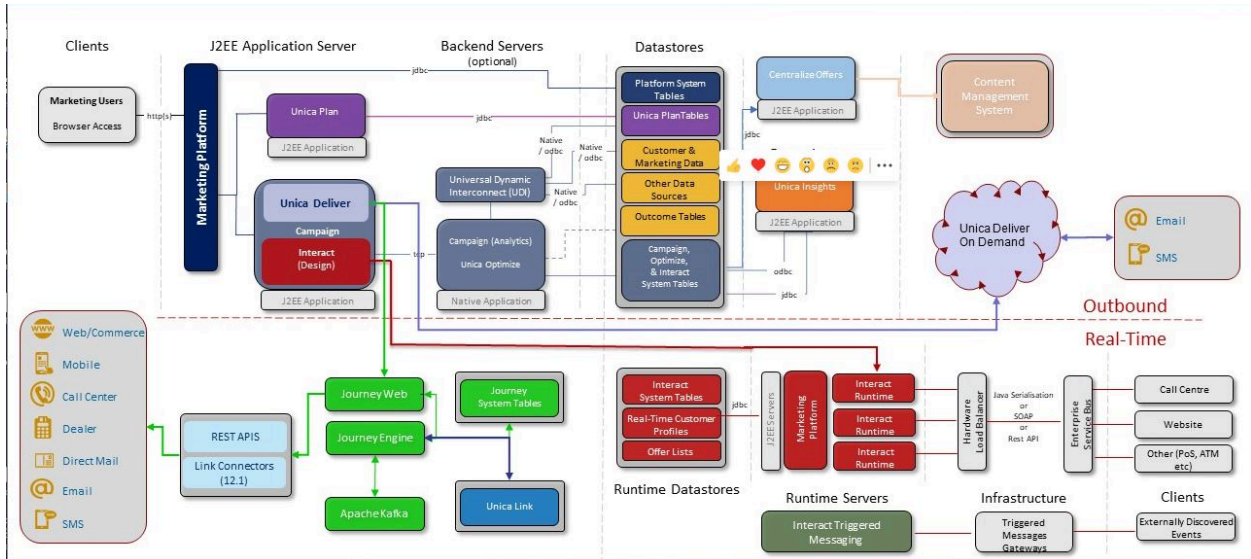 Clients
J2EE Application Server
Backend Servers
(optional)
Datastores
Marketing Users
Browser Access
http(s)
Marketing Platform
jdbc
Unica Plan
J2EE Application
jdbc
Unica Deliver
Campaign
Interact
(Design)
J2EE Application
tcp
Universal Dynamic
Interconnect (UDI)
Native
/ odbc
Native
/ odbc
Native
/ odbc
Campaign (Analytics)
Unica Optimize
Native Application
Platform System
Tables
Unica PlanTables
Customer &
Marketing Data
Other Data
Sources
Outcome Tables
Campaign,
Optimize,
& Interact
System Tables
Centralize Offers
J2EE Application
jdbc
Unica Insights
J2EE Application
odbc
jdbc
Content
Management
System
Unica Deliver
On Demand
Email
SMS
Outbound
Real-Time
WWW
Web/Commerce
Mobile
Call Center
Dealer
Direct Mail
Email
SMS
REST APIS
Link Connectors
(12.1)
Journey Web
Journey Engine
Apache Kafka
Journey
System Tables
Unica Link
Interact
System Tables
Real-Time Customer
Profiles
Offer Lists
Runtime Datastores
jdbc
J2EE Servers
Marketing
Platform
Interact
Runtime
Interact
Runtime
Interact
Runtime
Runtime Servers
Hardware
Load Balancer
Java Serialisation
or
SOAP
or
Rest API
Enterprise
Service Bus
Infrastructure
Call Centre
Website
Other (PoS, ATM
etc)
Clients
Interact Triggered
Messaging
Triggered
Messages
Gateways
Externally Discovered
Events